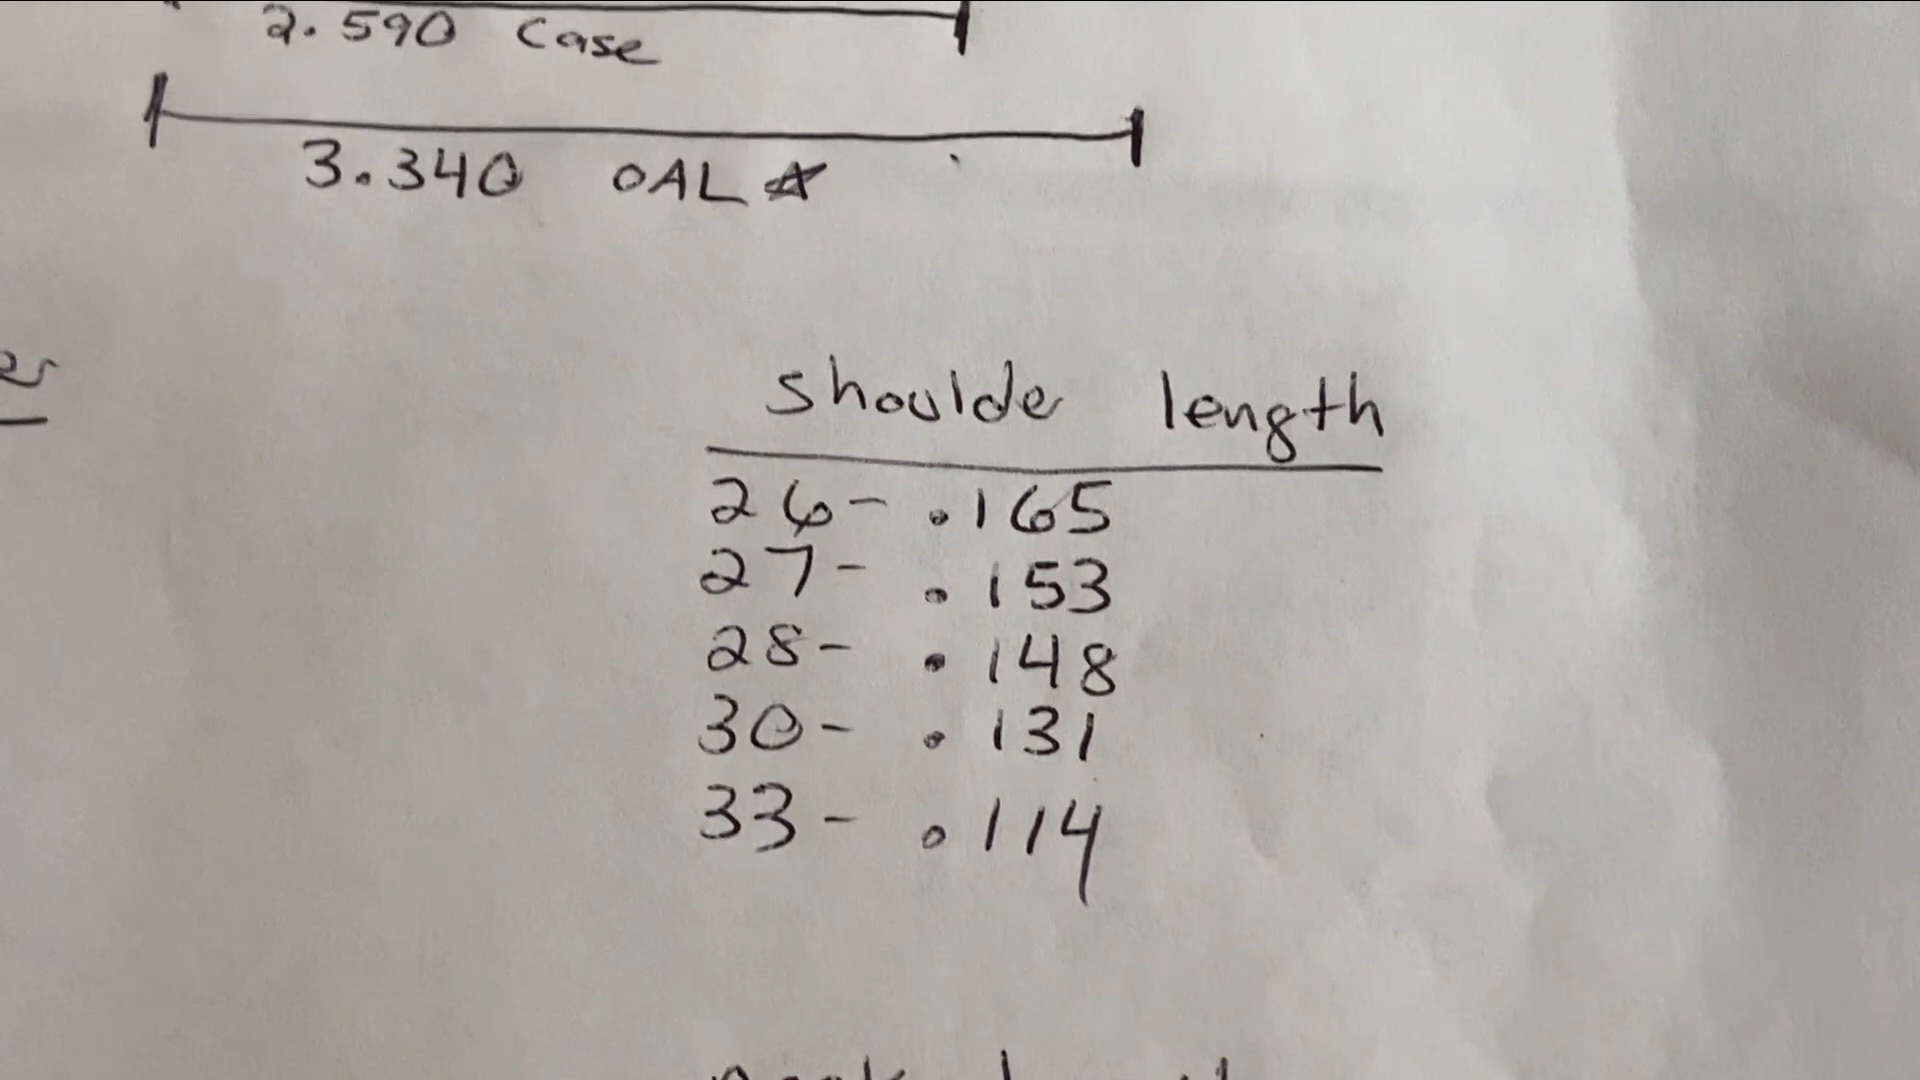 2.590 Case
3.340 OAL
shoulde length
26- .165
27- .153
28- .148
30- .131
33- .114